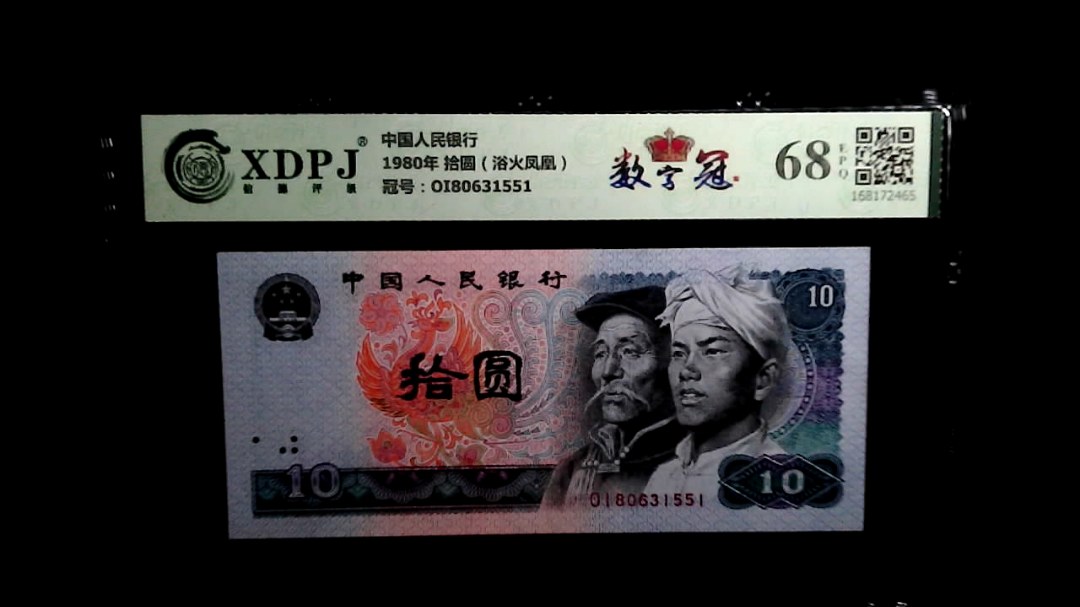 XDPJ®
信德评级
中国人民银行
1980年 拾圆（浴火凤凰）
冠号：OI80631551
数字冠
68
EPQ
168172465
中国人民银行
10
拾圆
10
OI80631551
10